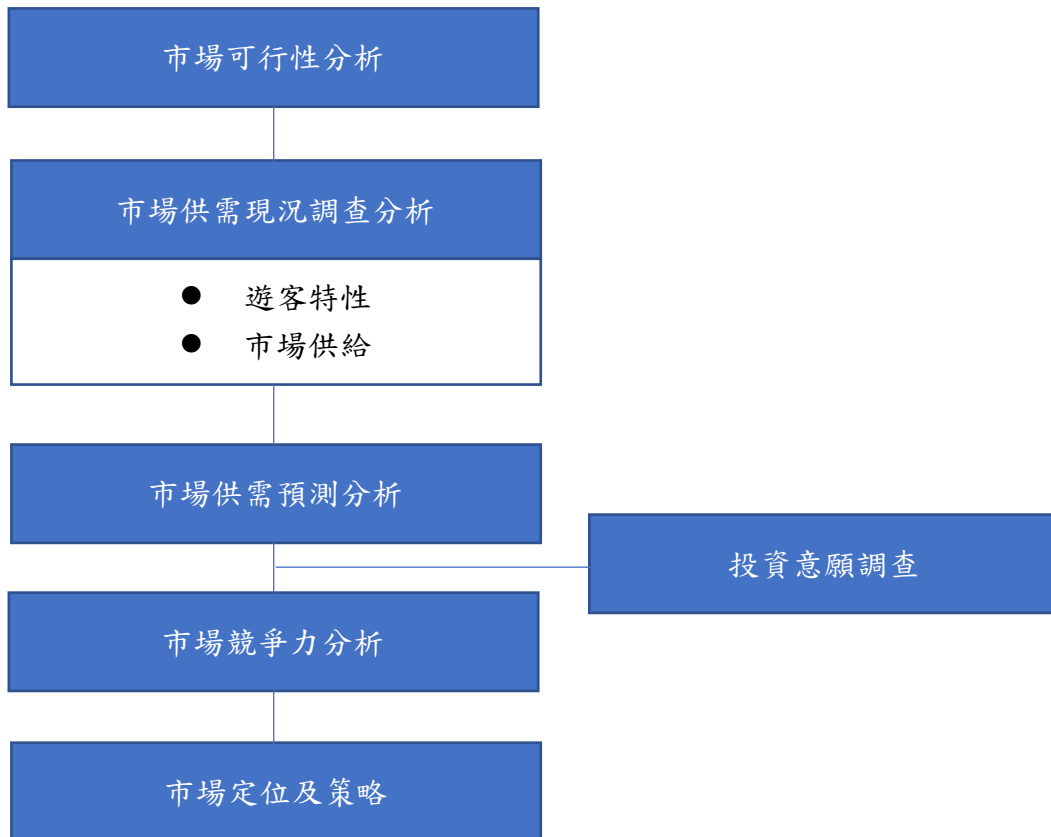 市場可行性分析
市場供需現況調查分析
● 遊客特性
● 市場供給
市場供需預測分析
投資意願調查
市場競爭力分析
市場定位及策略